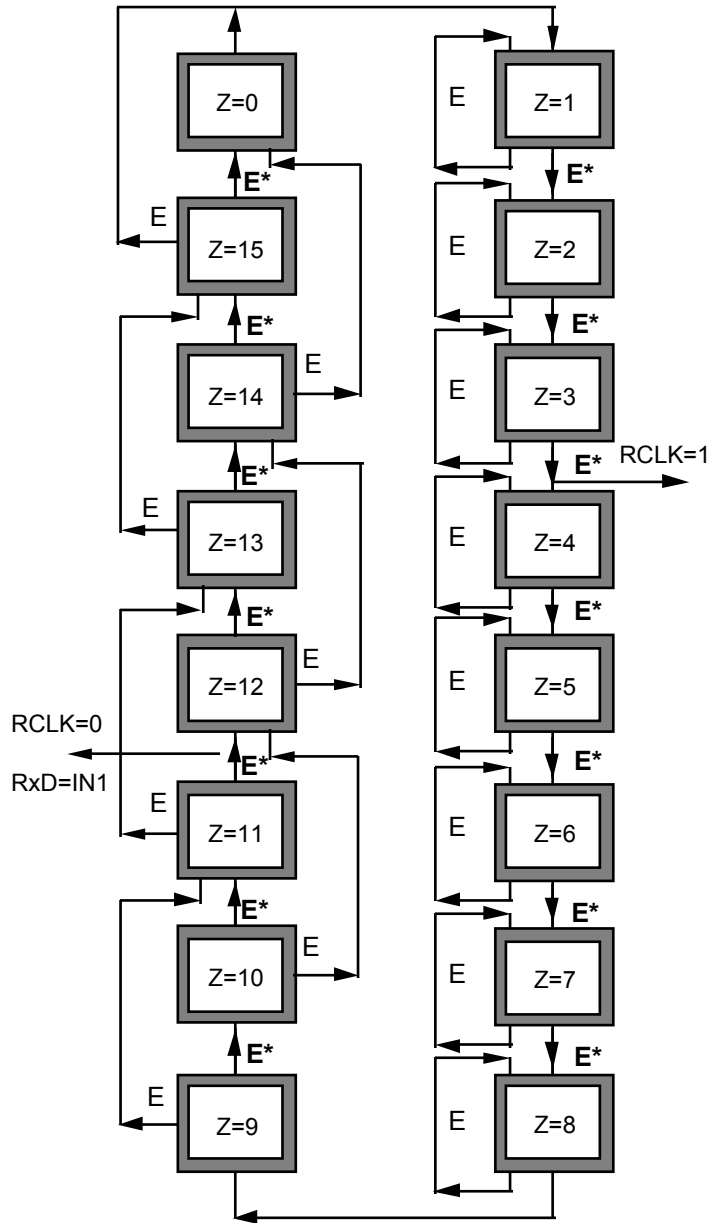 Z=0
E*
E
Z=15
E*
E
Z=14
E*
E
Z=13
E*
E
Z=12
RCLK=0
E*
RxD=IN1
E
Z=11
E*
E
Z=10
E*
E
Z=9
E
Z=1
E*
E
Z=2
E*
E
Z=3
E*
RCLK=1
E
Z=4
E*
E
Z=5
E*
E
Z=6
E*
E
Z=7
E*
E
Z=8